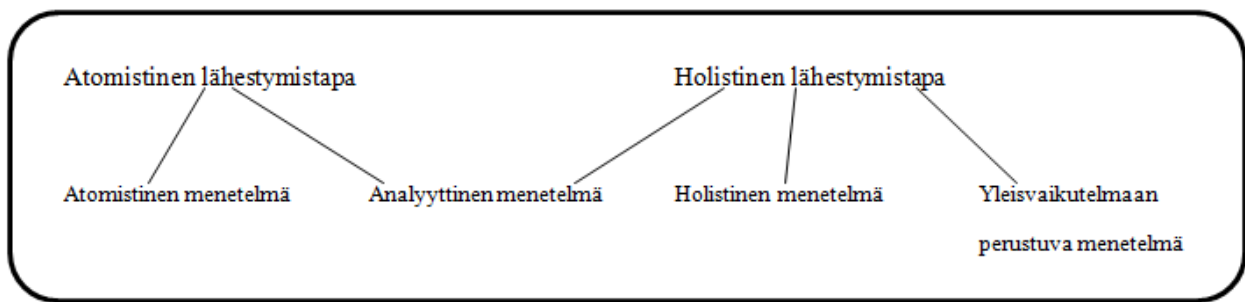 Atomistinen lähestymistapa
Holistinen lähestymistapa
Atomistinen menetelmä
Analyyttinen menetelmä
Holistinen menetelmä
Yleisvaikutelmaan
perustuva menetelmä